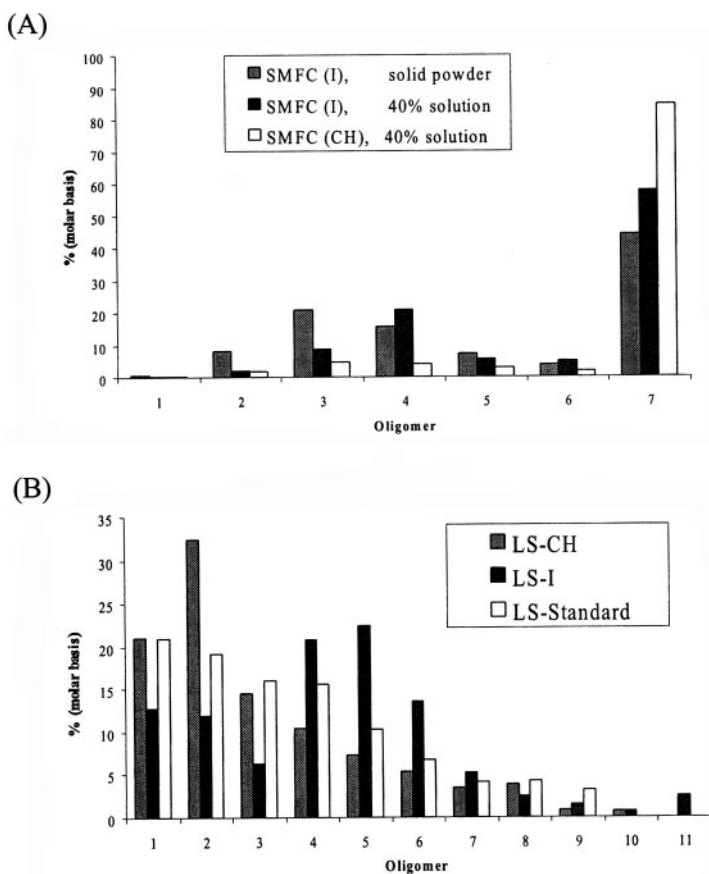 (A)
SMFC (I), solid powder
SMFC (I), 40% solution
SMFC (CH), 40% solution
100
90
80
70
60
50
40
30
20
10
0
% (molar basis)
1 2 3 4 5 6 7
Oligomer
(B)
LS-CH
LS-I
LS-Standard
35
30
25
20
15
10
5
0
% (molar basis)
1 2 3 4 5 6 7 8 9 10 11
Oligomer